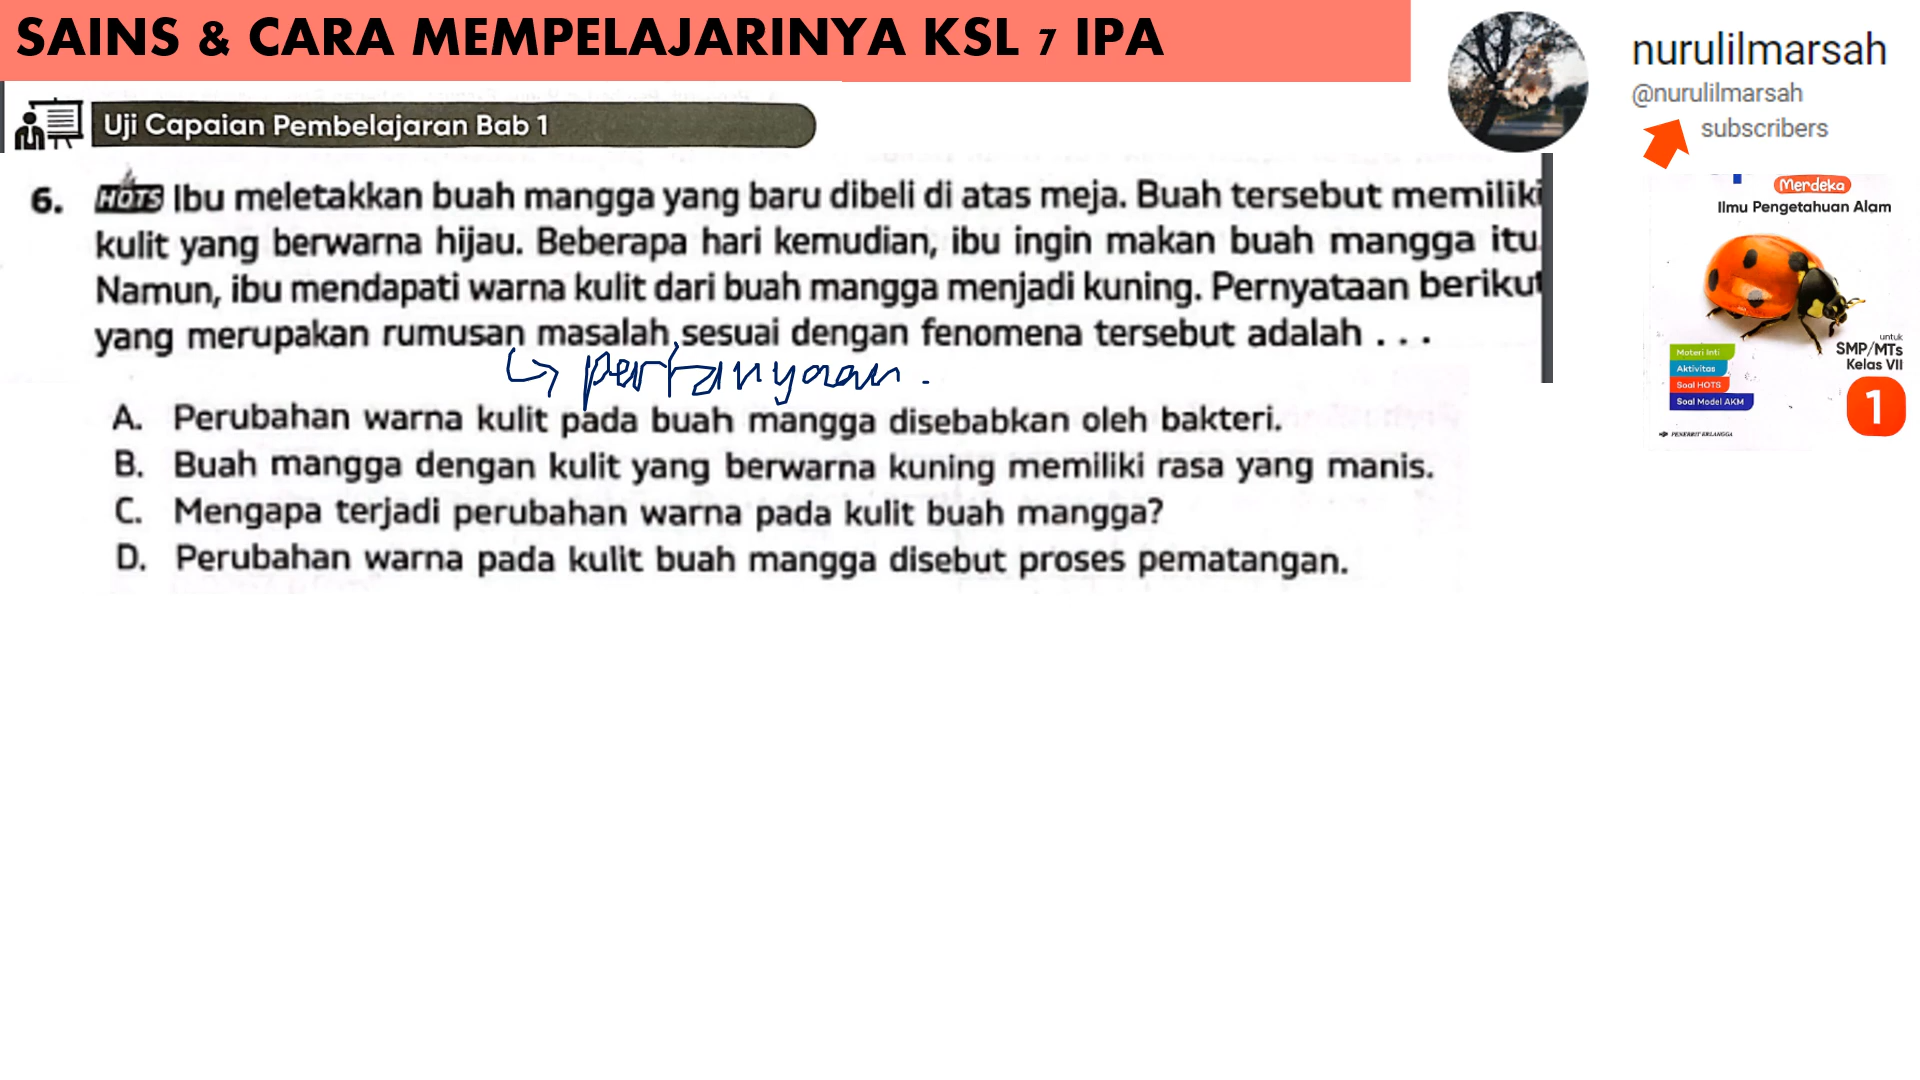 SAINS & CARA MEMPELAJARINYA KSL 7 IPA
nurulilmarsah
@nurulilmarsah
subscribers
Uji Capaian Pembelajaran Bab 1
6. HOTS Ibu meletakkan buah mangga yang baru dibeli di atas meja. Buah tersebut memiliki
kulit yang berwarna hijau. Beberapa hari kemudian, ibu ingin makan buah mangga itu.
Namun, ibu mendapati warna kulit dari buah mangga menjadi kuning. Pernyataan berikut
yang merupakan rumusan masalah sesuai dengan fenomena tersebut adalah . . .
↳ pertanyaan.
A. Perubahan warna kulit pada buah mangga disebabkan oleh bakteri.
B. Buah mangga dengan kulit yang berwarna kuning memiliki rasa yang manis.
C. Mengapa terjadi perubahan warna pada kulit buah mangga?
D. Perubahan warna pada kulit buah mangga disebut proses pematangan.
Merdeka
Ilmu Pengetahuan Alam
untuk
SMP/MTs
Kelas VII
1
Materi Inti
Aktivitas
Soal HOTS
Soal Model AKM
PENERBIT ERLANGGA